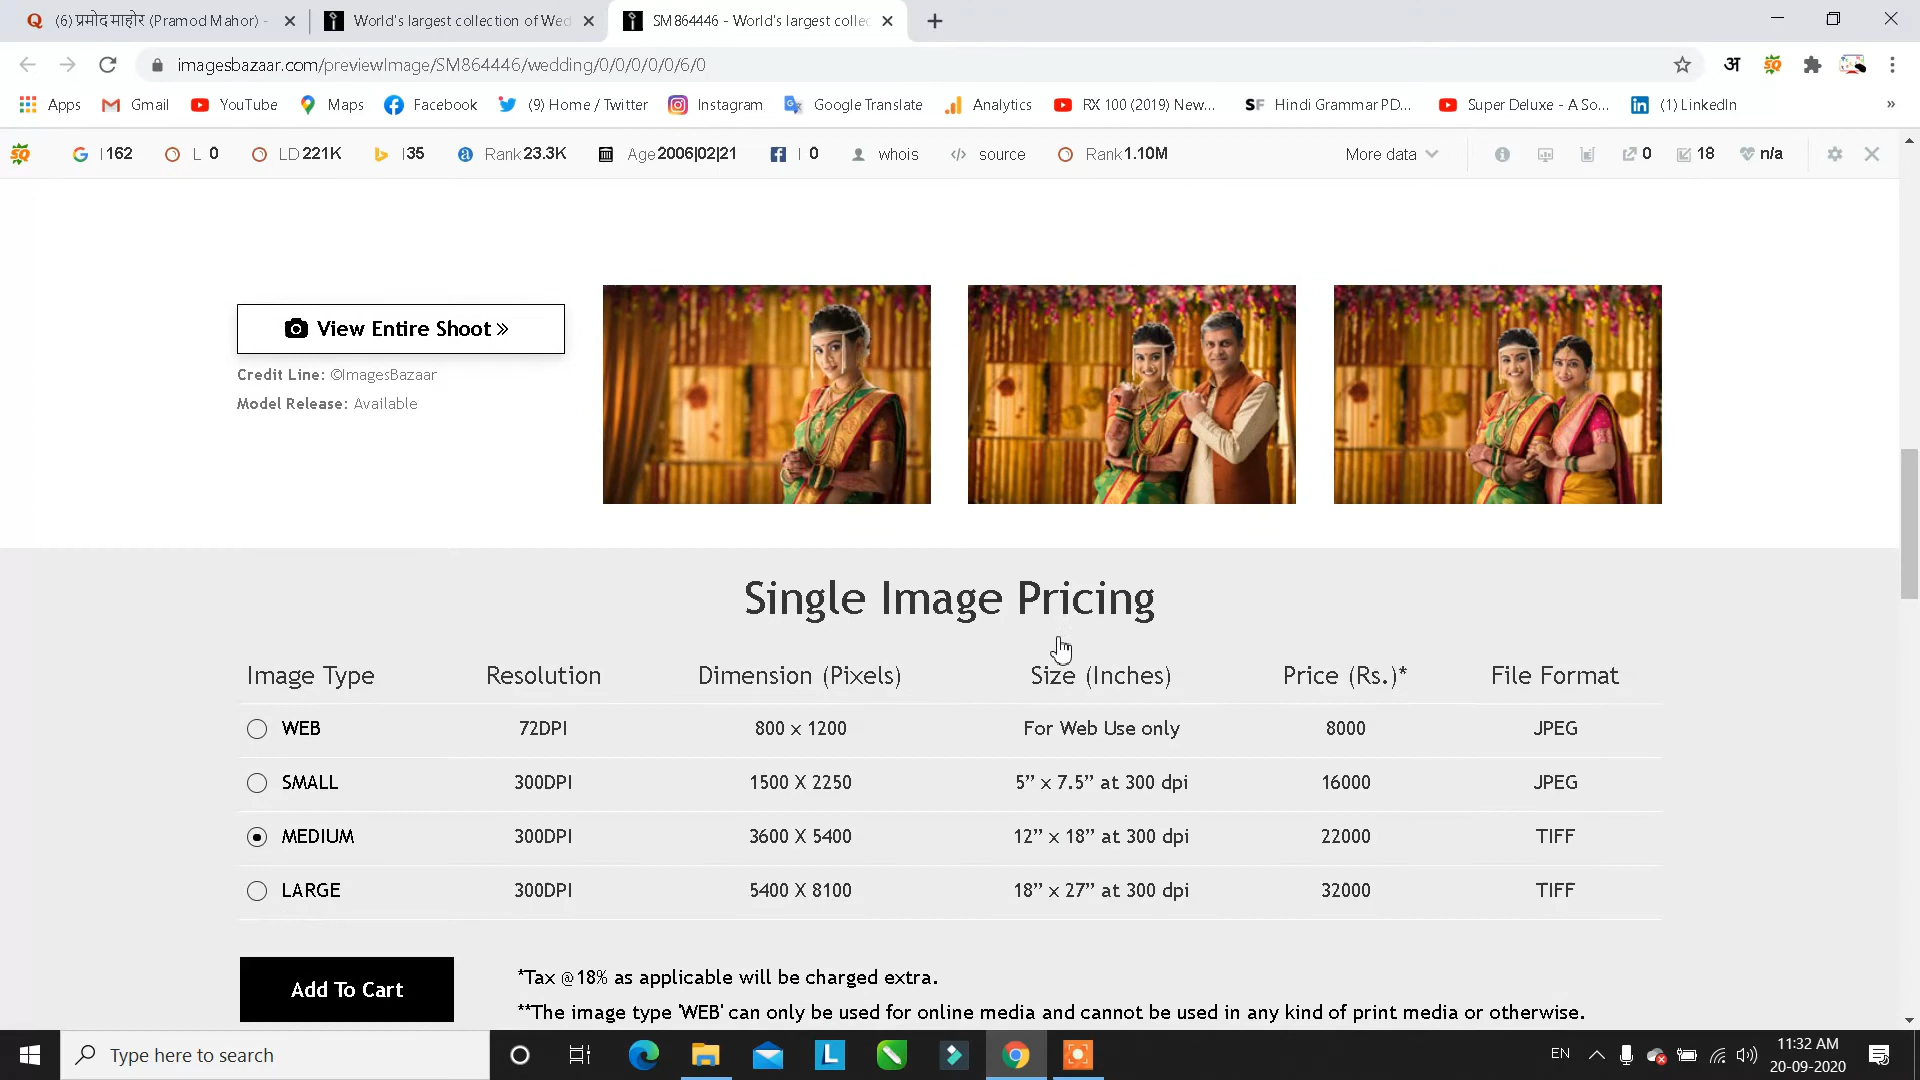 (6) प्रमोद माहोर (Pramod Mahor) -
World's largest collection of Wed
SM864446 - World's largest collec
imagesbazaar.com/previewImage/SM864446/wedding/0/0/0/0/0/6/0
अ
Apps
Gmail
YouTube
Maps
Facebook
(9) Home / Twitter
Instagram
Google Translate
Analytics
RX 100 (2019) New...
SF Hindi Grammar PD...
Super Deluxe - A So...
(1) LinkedIn
»
I 162
L 0
LD 221K
I 35
Rank 23.3K
Age 2006|02|21
I 0
whois
source
Rank 1.10M
More data
0
18
n/a
View Entire Shoot »
Credit Line: ©ImagesBazaar
Model Release: Available
Single Image Pricing
Image Type Resolution Dimension (Pixels) Size (Inches) Price (Rs.)* File Format
WEB 72DPI 800 x 1200 For Web Use only 8000 JPEG
SMALL 300DPI 1500 X 2250 5” x 7.5” at 300 dpi 16000 JPEG
MEDIUM 300DPI 3600 X 5400 12” x 18” at 300 dpi 22000 TIFF
LARGE 300DPI 5400 X 8100 18” x 27” at 300 dpi 32000 TIFF
Add To Cart
*Tax @18% as applicable will be charged extra.
**The image type 'WEB' can only be used for online media and cannot be used in any kind of print media or otherwise.
Type here to search
EN
11:32 AM
20-09-2020